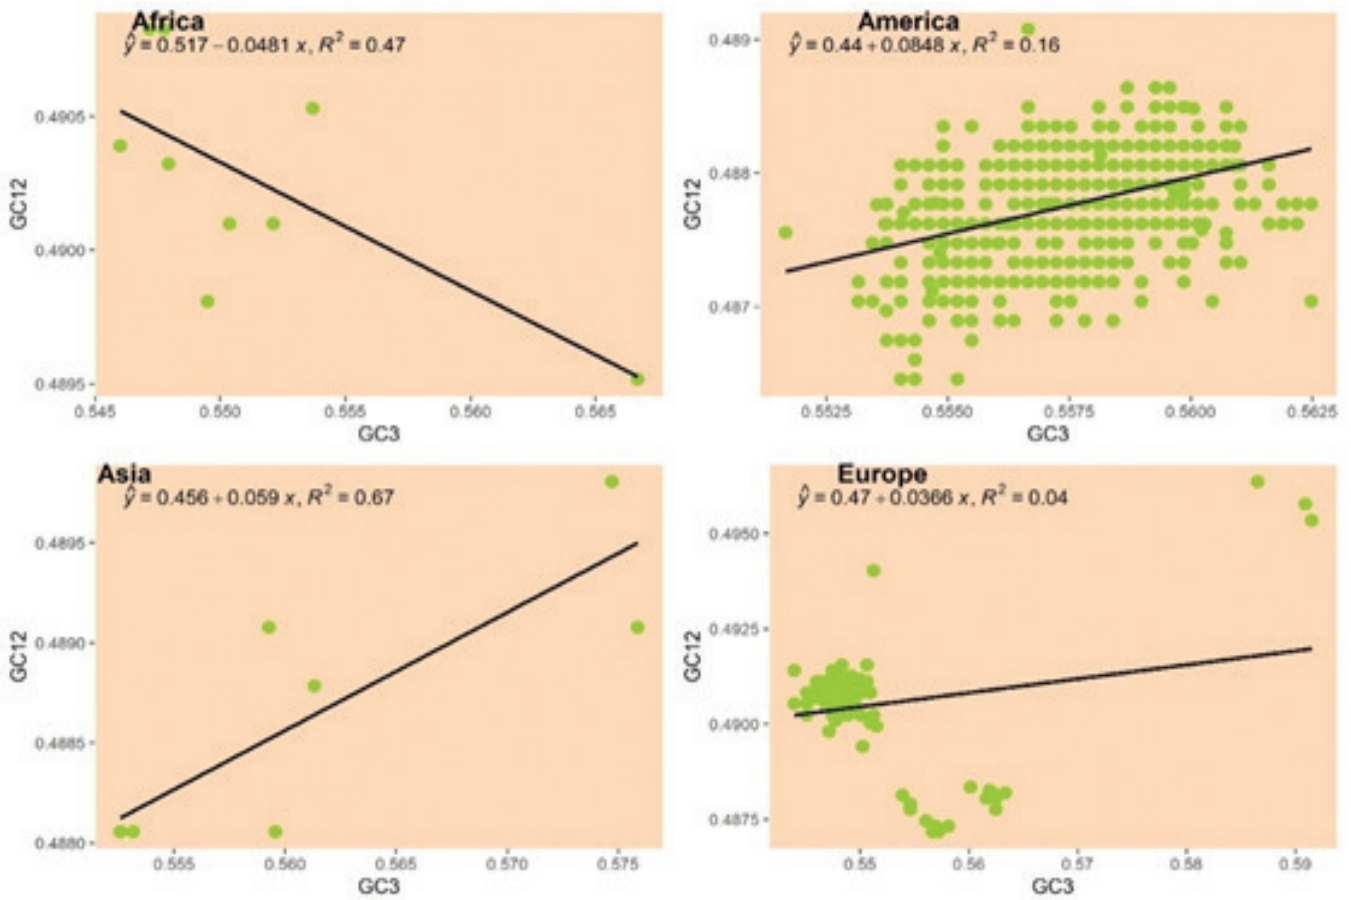 Africa
ŷ = 0.517 − 0.0481 x, R² = 0.47
0.4905
0.4900
0.4895
GC12
0.545 0.550 0.555 0.560 0.565
GC3
America
ŷ = 0.44 + 0.0848 x, R² = 0.16
0.489
0.488
0.487
GC12
0.5525 0.5550 0.5575 0.5600 0.5625
GC3
Asia
ŷ = 0.456 + 0.059 x, R² = 0.67
0.4895
0.4890
0.4885
0.4880
GC12
0.555 0.560 0.565 0.570 0.575
GC3
Europe
ŷ = 0.47 + 0.0366 x, R² = 0.04
0.4950
0.4925
0.4900
0.4875
GC12
0.55 0.56 0.57 0.58 0.59
GC3